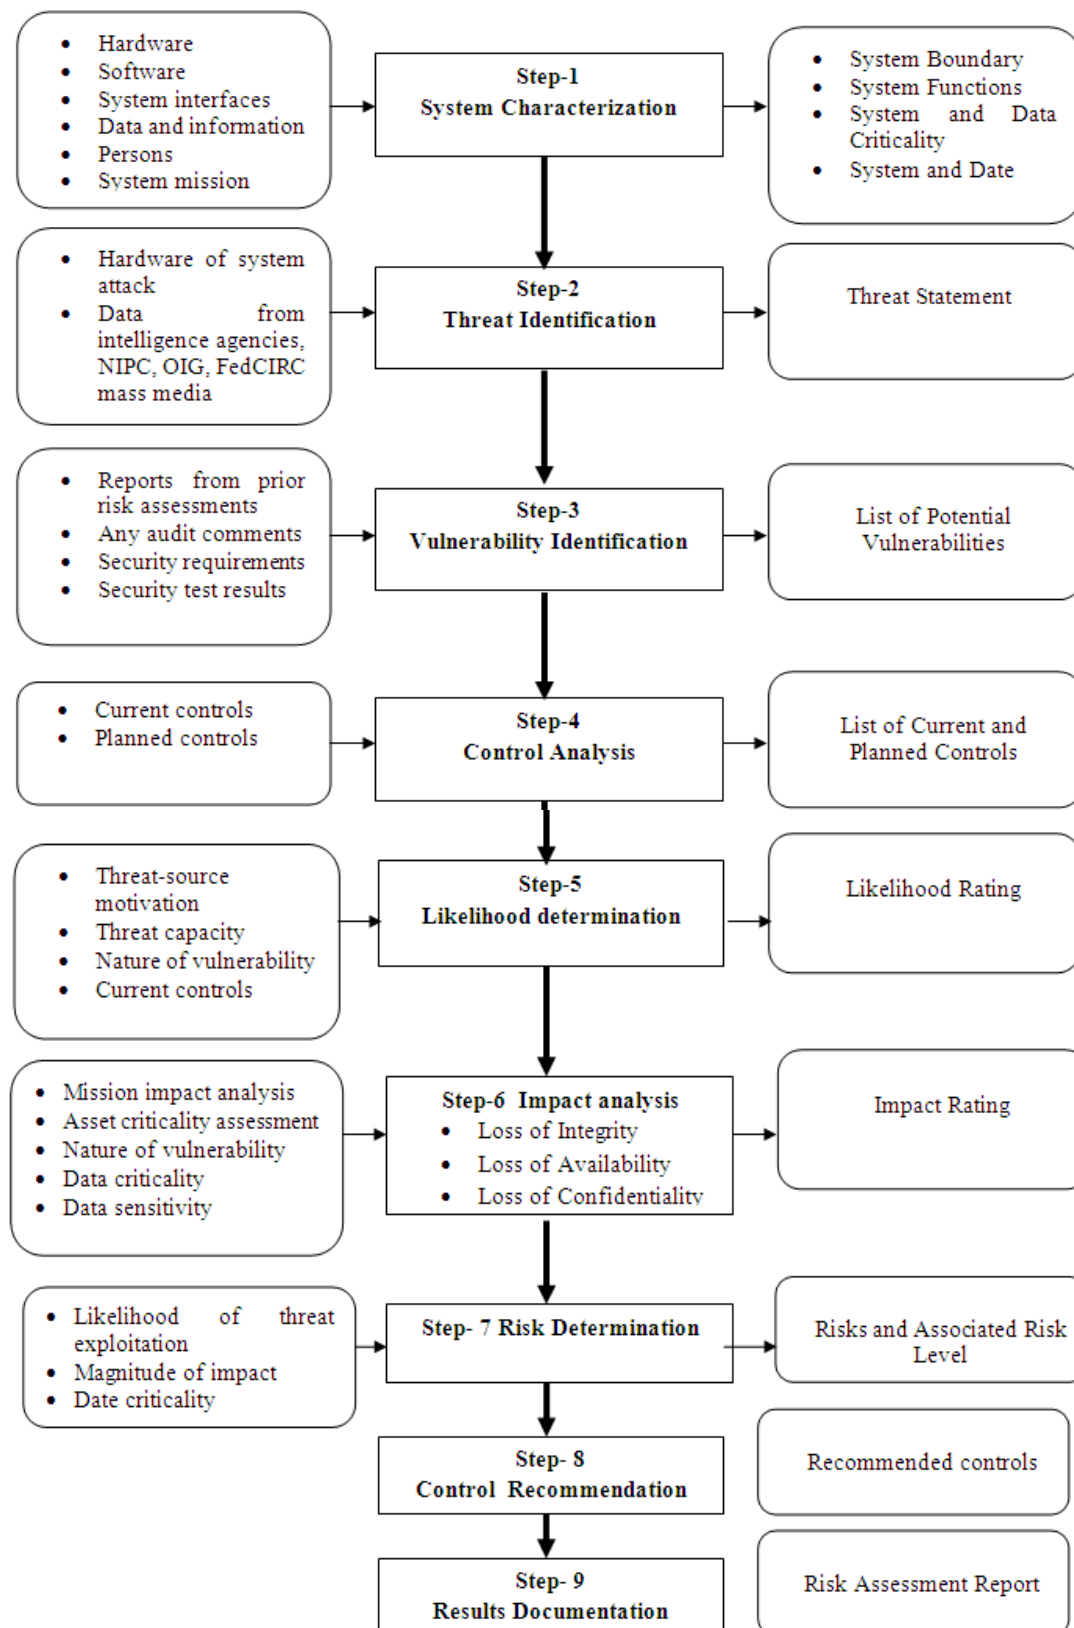 • Hardware
• Software
• System interfaces
• Data and information
• Persons
• System mission
Step-1
System Characterization
• System Boundary
• System Functions
• System and Data
Criticality
• System and Date
• Hardware of system
attack
• Data from
intelligence agencies,
NIPC, OIG, FedCIRC
mass media
Step-2
Threat Identification
Threat Statement
• Reports from prior
risk assessments
• Any audit comments
• Security requirements
• Security test results
Step-3
Vulnerability Identification
List of Potential
Vulnerabilities
• Current controls
• Planned controls
Step-4
Control Analysis
List of Current and
Planned Controls
• Threat-source
motivation
• Threat capacity
• Nature of vulnerability
• Current controls
Step-5
Likelihood determination
Likelihood Rating
• Mission impact analysis
• Asset criticality assessment
• Nature of vulnerability
• Data criticality
• Data sensitivity
Step-6 Impact analysis
• Loss of Integrity
• Loss of Availability
• Loss of Confidentiality
Impact Rating
• Likelihood of threat
exploitation
• Magnitude of impact
• Date criticality
Step- 7 Risk Determination
Risks and Associated Risk
Level
Step- 8
Control Recommendation
Recommended controls
Step- 9
Results Documentation
Risk Assessment Report